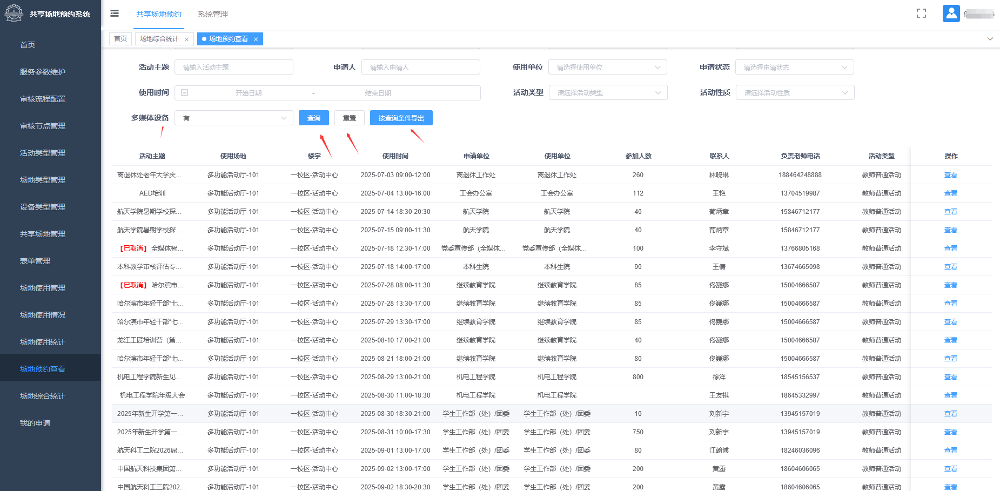 共享场地预约系统
共享场地预约 系统管理
首页 场地综合统计 × 场地预约查看 ×
首页
服务参数维护
审核流程配置
审核节点管理
活动类型管理
场地类型管理
设备类型管理
共享场地管理
表单管理
场地使用管理
场地使用情况
场地使用统计
场地预约查看
场地综合统计
我的申请
活动主题 请输入活动主题 申请人 请输入申请人 使用单位 请选择使用单位 申请状态 请选择申请状态
使用时间 开始日期 - 结束日期 活动类型 请选择活动类型 活动性质 请选择活动性质
多媒体设备 有 查询 重置 按查询条件导出
活动主题 使用场地 楼宇 使用时间 申请单位 使用单位 参加人数 联系人 负责老师电话 活动类型 操作
离退休处老年大学庆... 多功能活动厅-101 一校区-活动中心 2025-07-03 09:00-12:00 离退休工作处 离退休工作处 260 林晓琳 188464248888 教师普通活动 查看
AED培训 多功能活动厅-101 一校区-活动中心 2025-07-04 13:00-16:00 工会办公室 工会办公室 112 王艳 13704519987 教师普通活动 查看
航天学院暑期学校探... 多功能活动厅-101 一校区-活动中心 2025-07-14 18:30-20:30 航天学院 航天学院 40 荀炳章 15846712177 教师普通活动 查看
航天学院暑期学校探... 多功能活动厅-101 一校区-活动中心 2025-07-15 09:00-11:30 航天学院 航天学院 40 荀炳章 15846712177 教师普通活动 查看
【已取消】 全媒体智... 多功能活动厅-101 一校区-活动中心 2025-07-18 12:30-17:00 党委宣传部（全媒体... 党委宣传部（全媒体... 100 李守斌 13766805168 教师普通活动 查看
本科教学审核评估专... 多功能活动厅-101 一校区-活动中心 2025-07-18 14:00-17:00 本科生院 本科生院 90 王倩 13674665098 教师普通活动 查看
【已取消】 哈尔滨市... 多功能活动厅-101 一校区-活动中心 2025-07-28 08:00-11:30 继续教育学院 继续教育学院 85 佟巍娜 15004666587 教师普通活动 查看
哈尔滨市年轻干部“七... 多功能活动厅-101 一校区-活动中心 2025-07-28 13:30-17:00 继续教育学院 继续教育学院 85 佟巍娜 15004666587 教师普通活动 查看
哈尔滨市年轻干部“七... 多功能活动厅-101 一校区-活动中心 2025-07-29 13:30-17:00 继续教育学院 继续教育学院 85 佟巍娜 15004666587 教师普通活动 查看
龙江工匠培训营（第... 多功能活动厅-101 一校区-活动中心 2025-08-10 17:00-21:00 继续教育学院 继续教育学院 40 佟巍娜 15004666587 教师普通活动 查看
哈尔滨市年轻干部“七... 多功能活动厅-101 一校区-活动中心 2025-08-21 18:00-21:00 继续教育学院 继续教育学院 80 佟巍娜 15004666587 教师普通活动 查看
机电工程学院新生见... 多功能活动厅-101 一校区-活动中心 2025-08-29 13:00-21:00 机电工程学院 机电工程学院 800 徐洋 18545156537 教师普通活动 查看
机电工程学院年级大会 多功能活动厅-101 一校区-活动中心 2025-08-30 11:00-18:30 机电工程学院 机电工程学院 王友祺 18645332997 教师普通活动 查看
2025年新生开学第一... 多功能活动厅-101 一校区-活动中心 2025-08-30 18:30-21:00 学生工作部（处）/团委 学生工作部（处）/团委 10 刘新宇 13945157019 教师普通活动 查看
2025年新生开学第一... 多功能活动厅-101 一校区-活动中心 2025-08-31 10:00-17:30 学生工作部（处）/团委 学生工作部（处）/团委 750 刘新宇 13945157019 教师普通活动 查看
航天科工二院2026届... 多功能活动厅-101 一校区-活动中心 2025-09-01 13:00-17:00 学生工作部（处）/团委 学生工作部（处）/团委 80 江翰博 18246036096 教师普通活动 查看
中国航天科技集团第... 多功能活动厅-101 一校区-活动中心 2025-09-02 13:00-17:00 学生工作部（处）/团委 学生工作部（处）/团委 200 黄露 18604606065 教师普通活动 查看
中国航天科工三院202... 多功能活动厅-101 一校区-活动中心 2025-09-02 18:30-20:30 学生工作部（处）/团委 学生工作部（处）/团委 200 黄露 18604606065 教师普通活动 查看